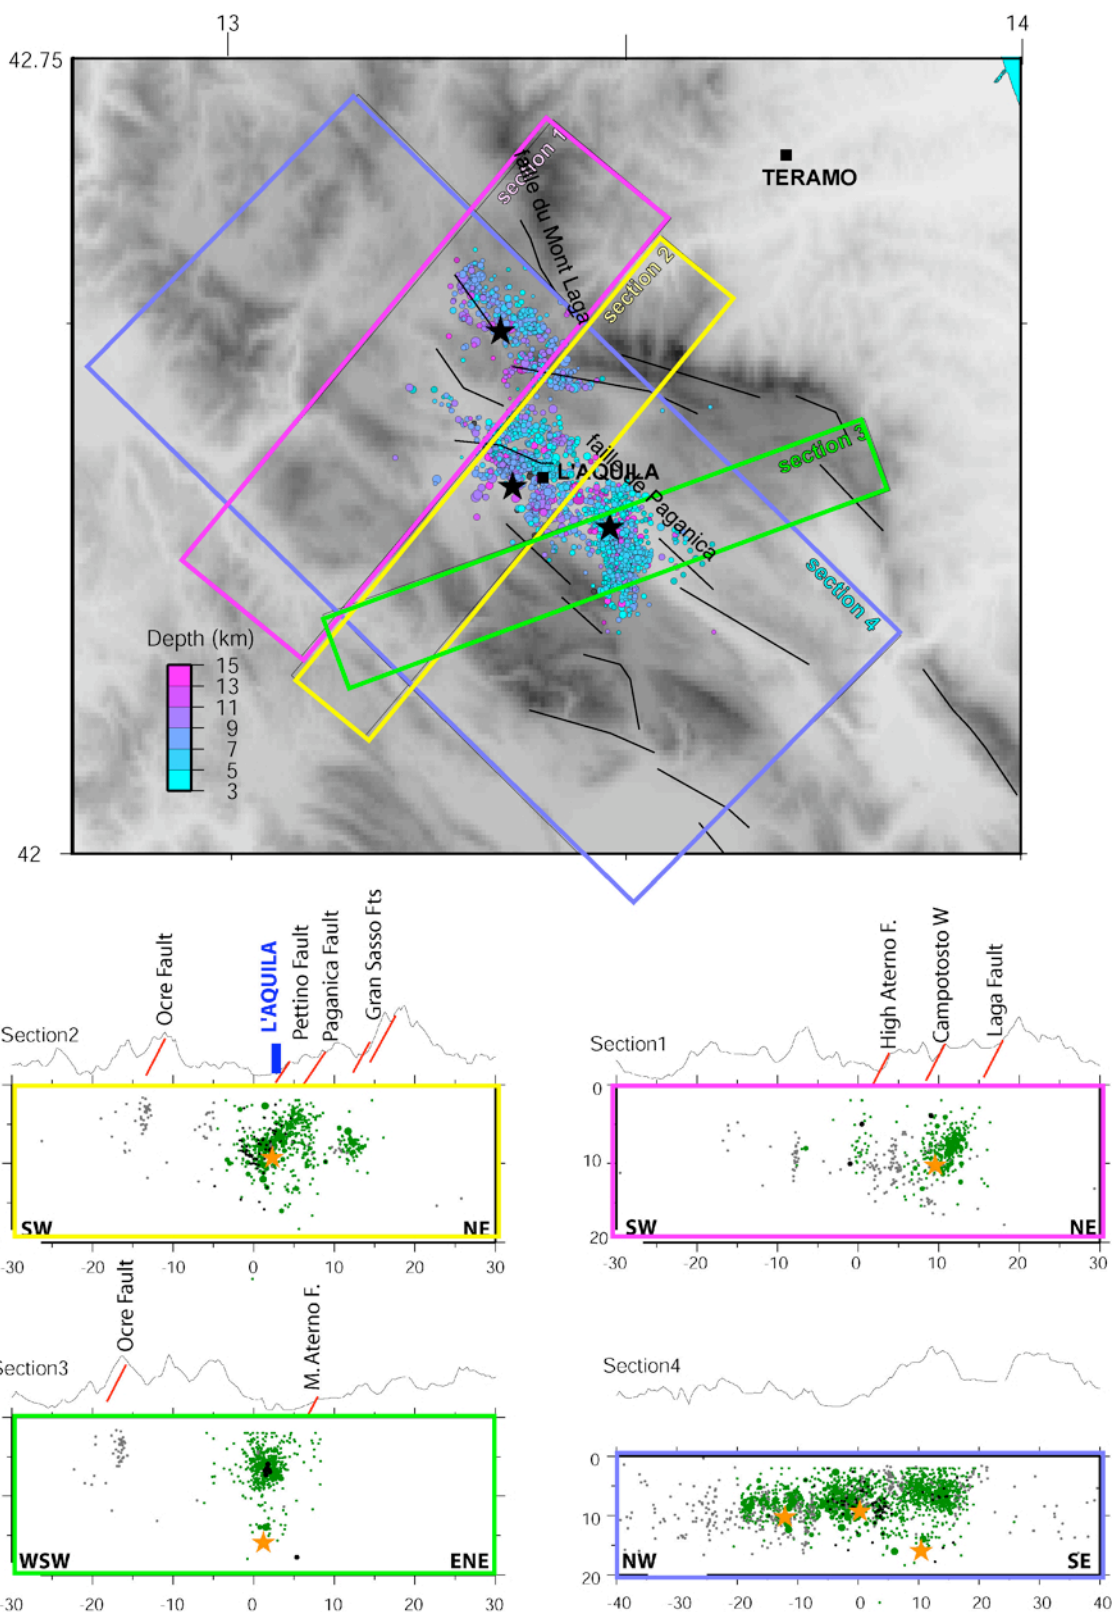 13
14
42.75
section 1
faille du Mont Laga
TERAMO
section 2
section 3
faille de Paganica
L'AQUILA
section 4
Depth (km)
15
13
11
9
7
5
3
42
Section2
Ocre Fault
L'AQUILA
Pettino Fault
Paganica Fault
Gran Sasso Fts
SW
NE
-30 -20 -10 0 10 20 30
Section1
High Aterno F.
Campotosto W
Laga Fault
0
10
20
SW
NE
-30 -20 -10 0 10 20 30
Section3
Ocre Fault
M. Aterno F.
WSW
ENE
-30 -20 -10 0 10 20 30
Section4
0
10
20
NW
SE
-40 -30 -20 -10 0 10 20 30 40